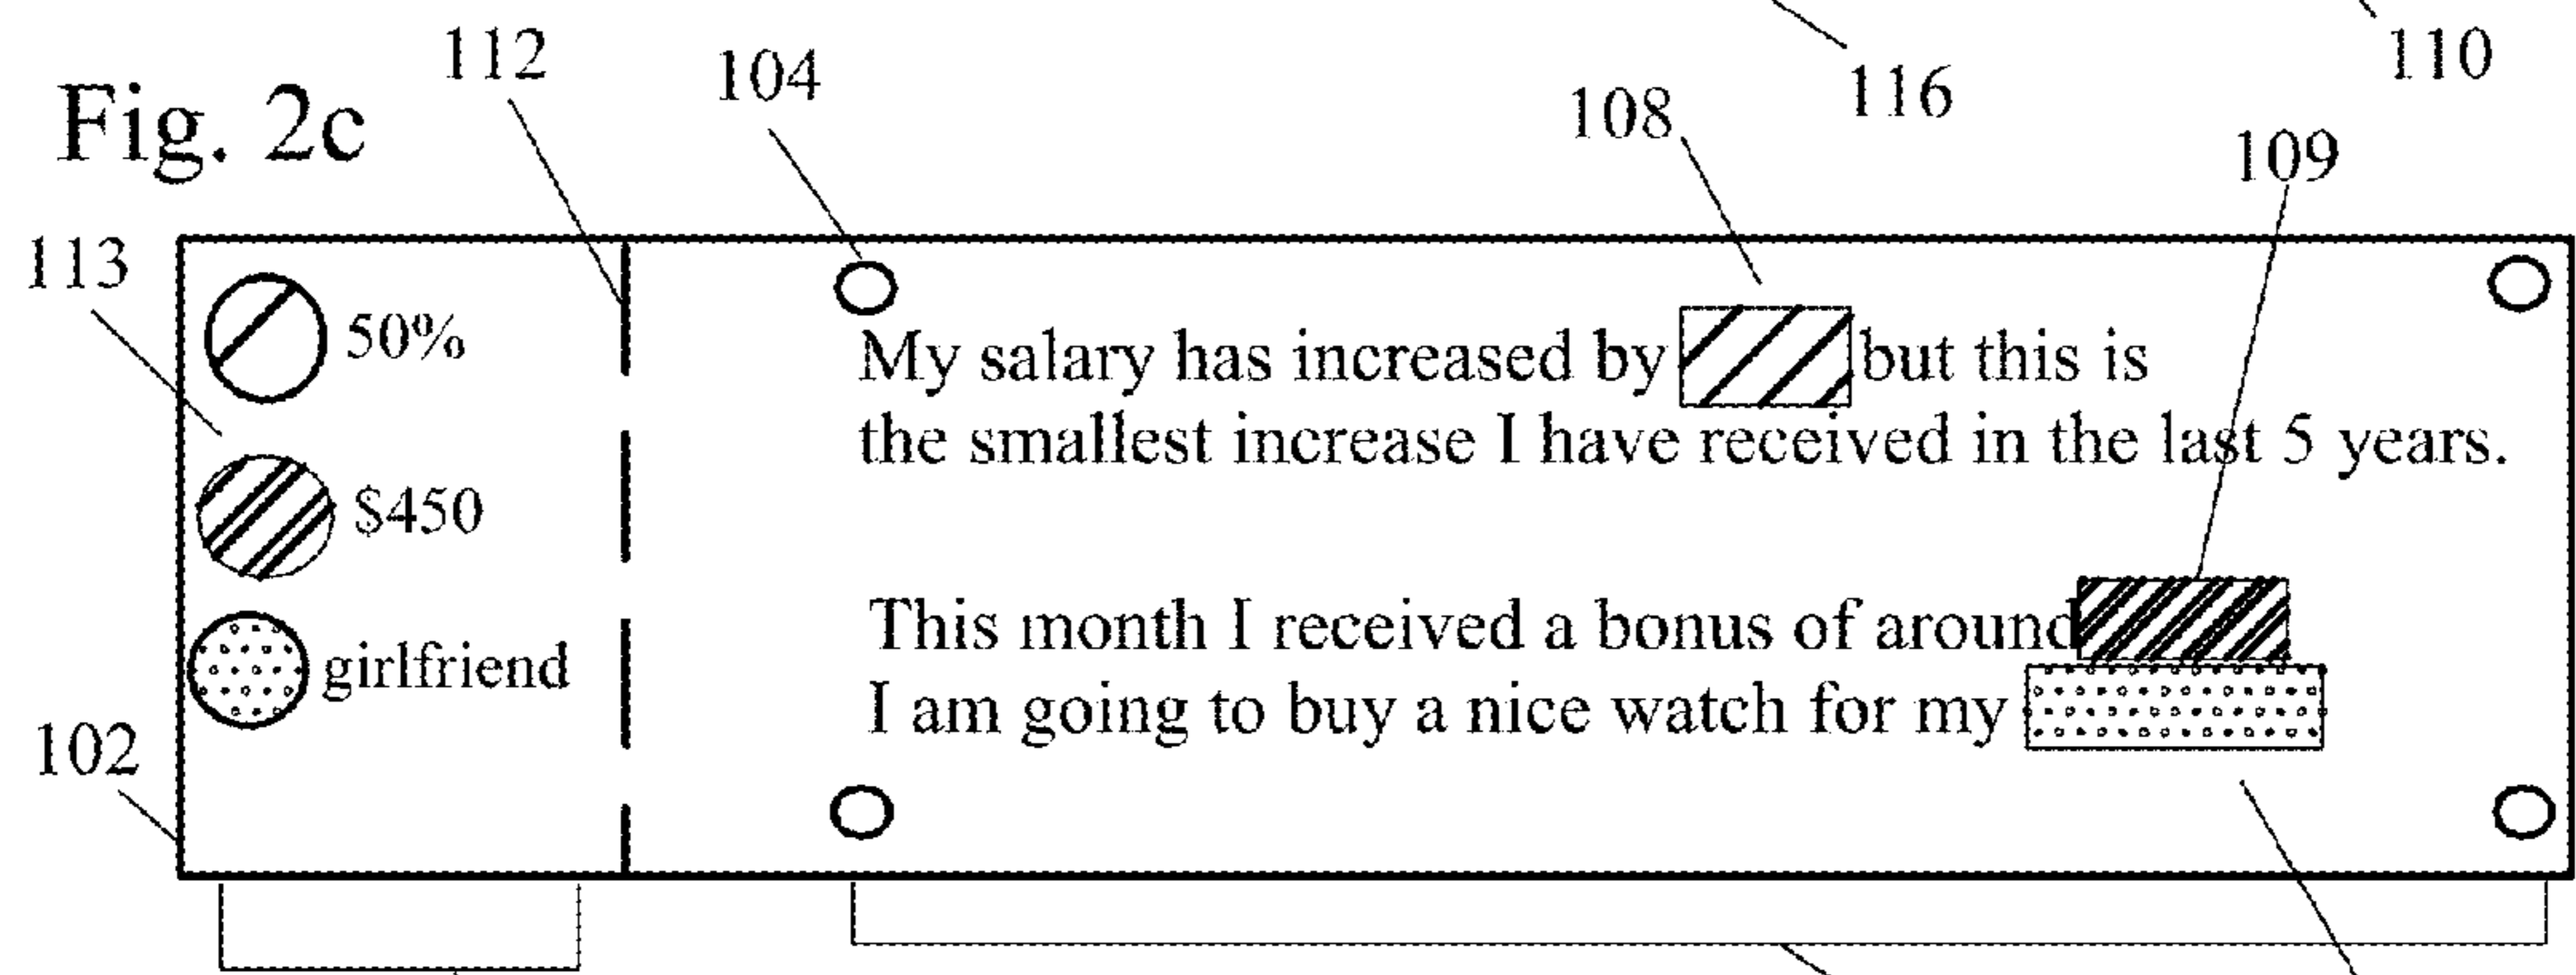 116
110
Fig. 2c
112
104
108
109
113
50%
My salary has increased by but this is
the smallest increase I have received in the last 5 years.
$450
This month I received a bonus of around
girlfriend
I am going to buy a nice watch for my
102